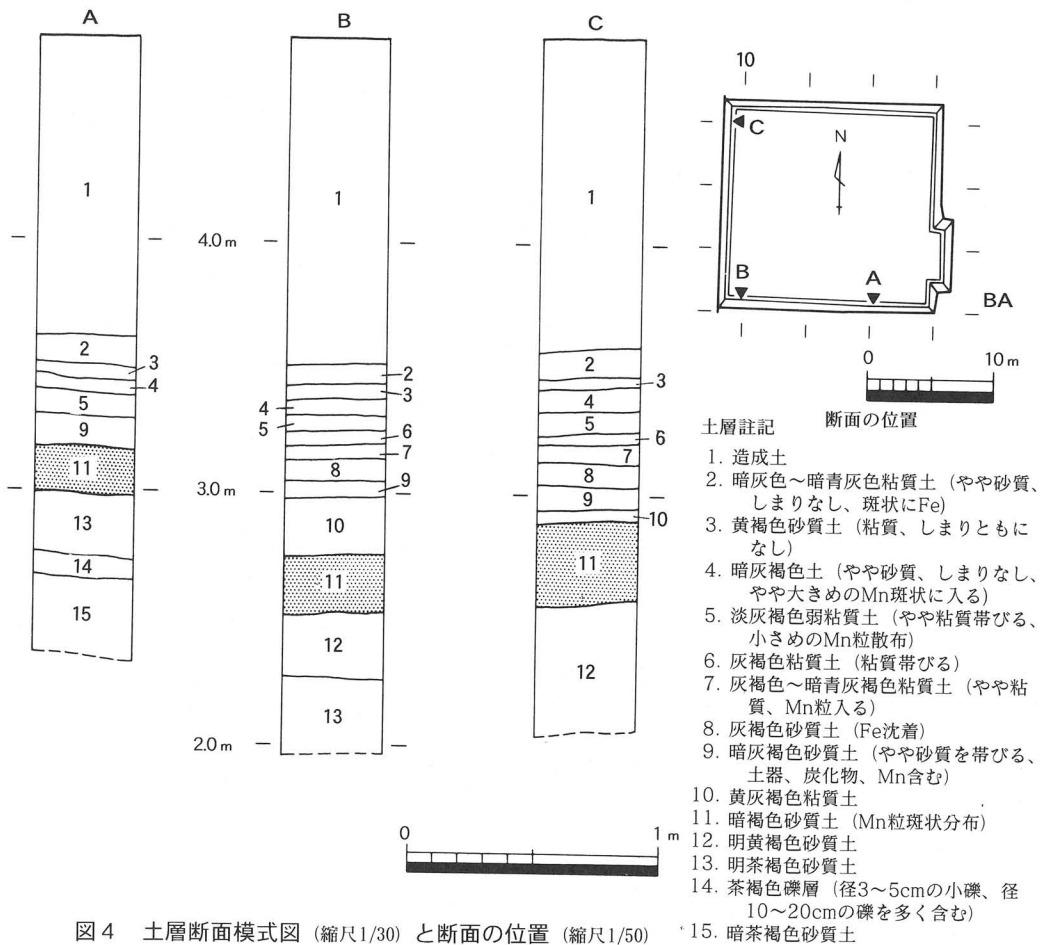 A
B
C
1
2
3
4
5
9
11
13
14
15
4.0 m
3.0 m
2.0 m
1
2
3
4
5
6
7
8
9
10
11
12
13
1
2
3
4
5
6
7
8
9
10
11
12
0 1 m
10
C
N
B
A
BA
0 10 m
断面の位置
土層註記
1. 造成土
2. 暗灰色～暗青灰色粘質土（やや砂質、
しまりなし、斑状にFe)
3. 黄褐色砂質土（粘質、しまりともに
なし）
4. 暗灰褐色土（やや砂質、しまりなし、
やや大きめのMn斑状に入る）
5. 淡灰褐色弱粘質土（やや粘質帯びる、
小さめのMn粒散布）
6. 灰褐色粘質土（粘質帯びる）
7. 灰褐色～暗青灰褐色粘質土（やや粘
質、Mn粒入る）
8. 灰褐色砂質土（Fe沈着）
9. 暗灰褐色砂質土（やや砂質を帯びる、
土器、炭化物、Mn含む）
10. 黄灰褐色粘質土
11. 暗褐色砂質土（Mn粒斑状分布）
12. 明黄褐色砂質土
13. 明茶褐色砂質土
14. 茶褐色礫層（径3～5cmの小礫、径
10～20cmの礫を多く含む）
15. 暗茶褐色砂質土
図4 土層断面模式図（縮尺1/30）と断面の位置（縮尺1/50）